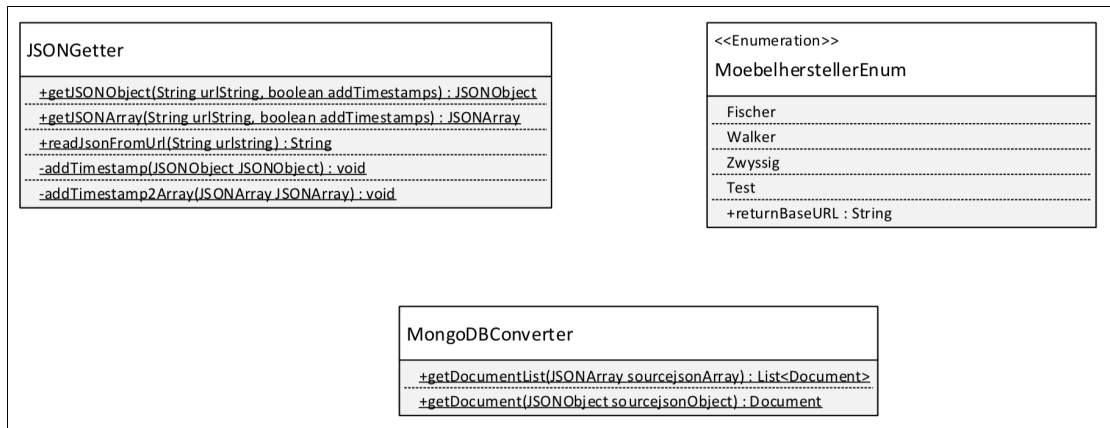 JSONGetter
+getJSONObject(String urlString, boolean addTimestamps) : JSONObject
+getJSONArray(String urlString, boolean addTimestamps) : JSONArray
+readJsonFromUrl(String urlstring) : String
-addTimestamp(JSONObject JSONObject) : void
-addTimestamp2Array(JSONArray JSONArray) : void
<<Enumeration>>
MoebelherstellerEnum
Fischer
Walker
Zwyssig
Test
+returnBaseURL : String
MongoDBConverter
+getDocumentList(JSONArray sourcejsonArray) : List<Document>
+getDocument(JSONObject sourcejsonObject) : Document